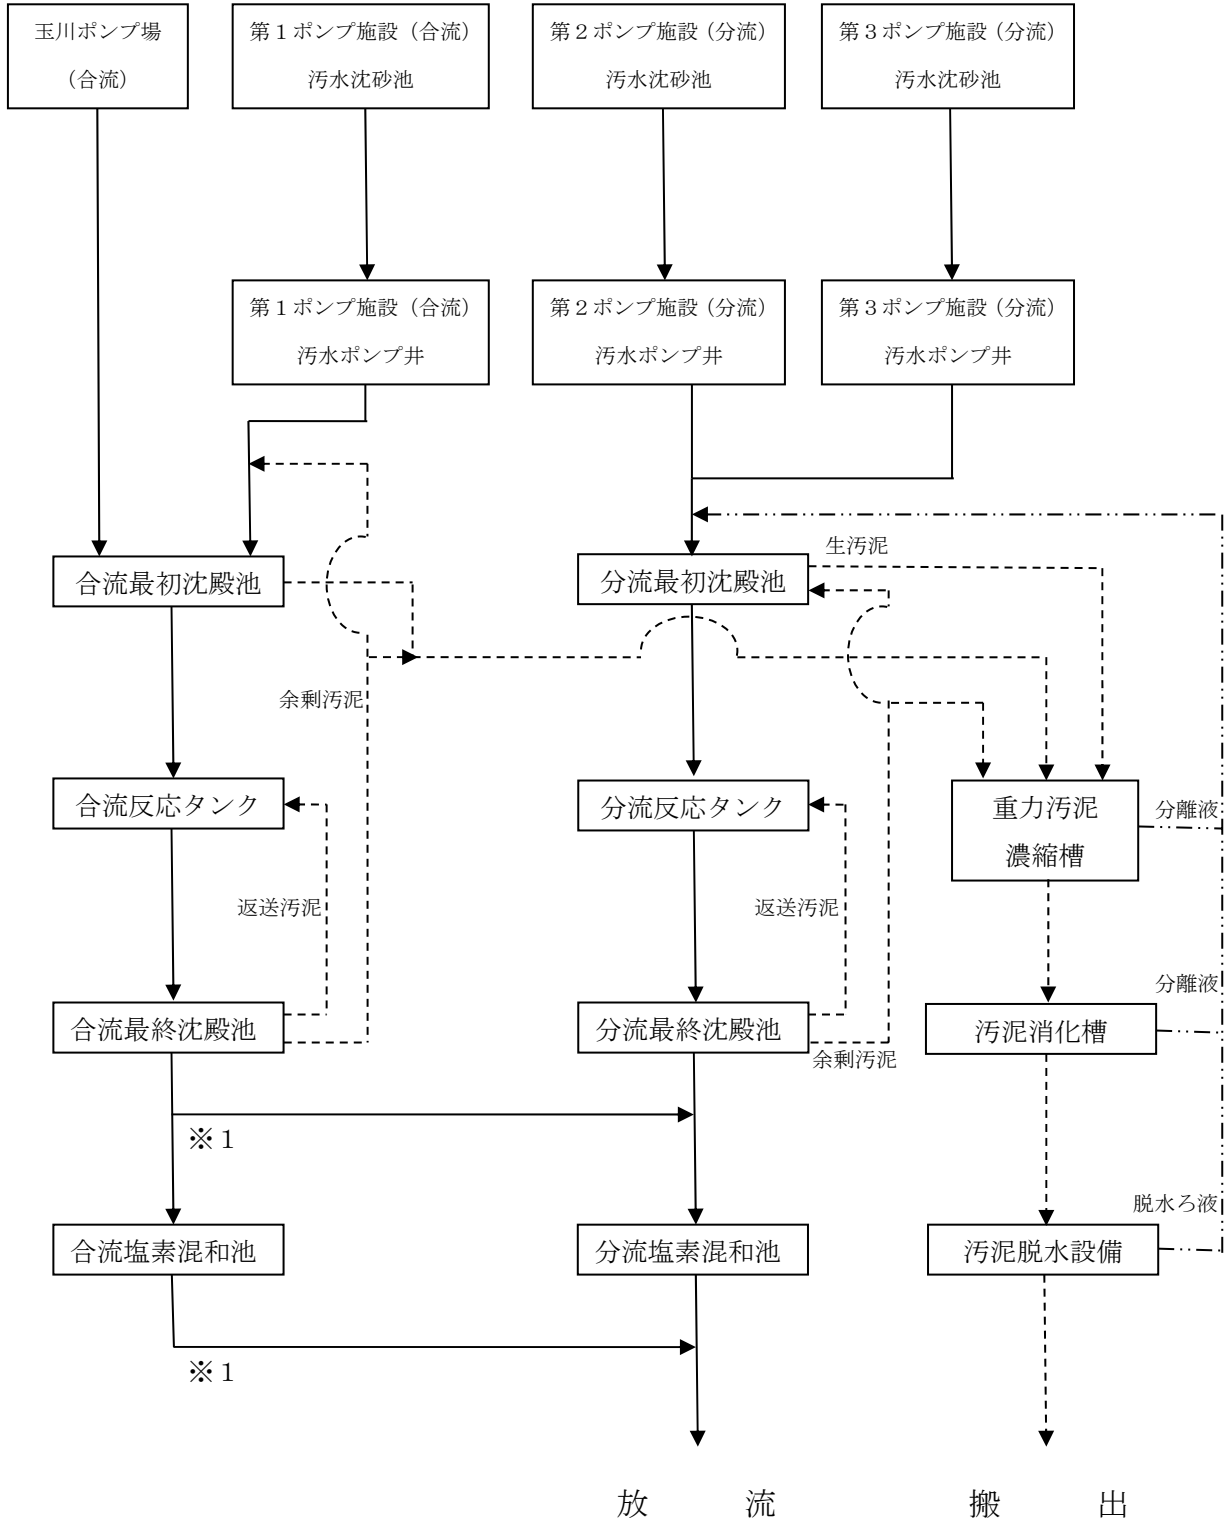 玉川ポンプ場
（合流）
第１ポンプ施設（合流）
汚水沈砂池
第２ポンプ施設（分流）
汚水沈砂池
第３ポンプ施設（分流）
汚水沈砂池
第１ポンプ施設（合流）
汚水ポンプ井
第２ポンプ施設（分流）
汚水ポンプ井
第３ポンプ施設（分流）
汚水ポンプ井
生汚泥
合流最初沈殿池
分流最初沈殿池
余剰汚泥
合流反応タンク
分流反応タンク
重力汚泥
濃縮槽
分離液
返送汚泥
返送汚泥
分離液
合流最終沈殿池
分流最終沈殿池
汚泥消化槽
余剰汚泥
※１
脱水ろ液
合流塩素混和池
分流塩素混和池
汚泥脱水設備
※１
放　流
搬　出